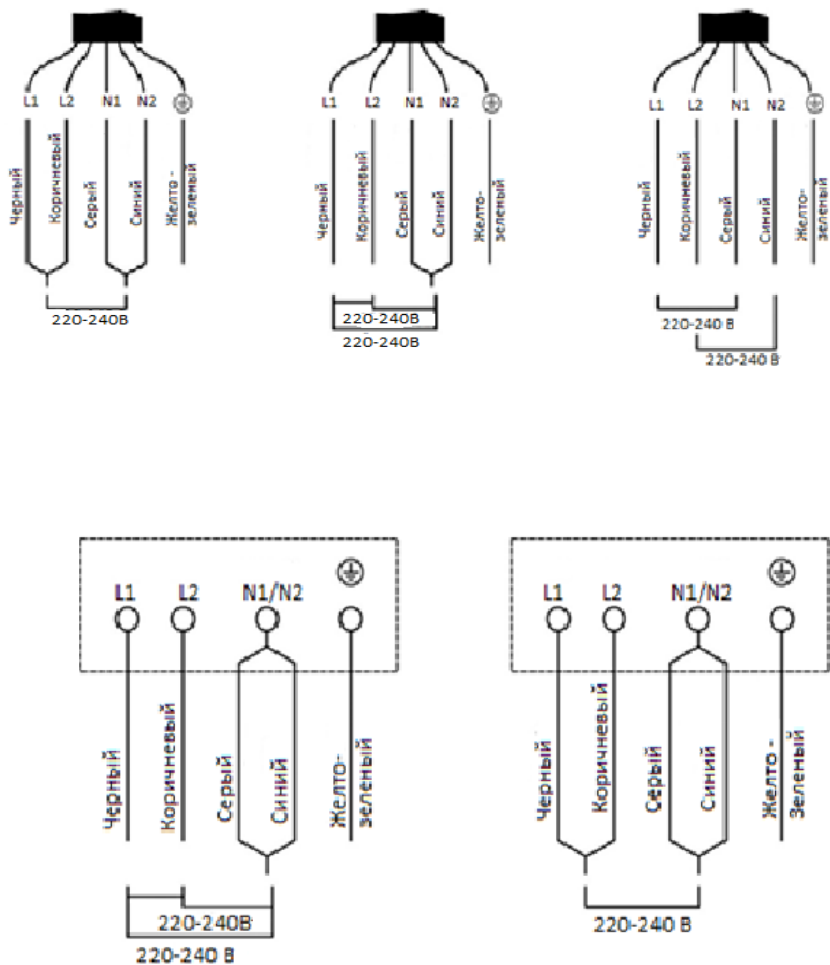 L1 L2 N1 N2
Черный
Коричневый
Серый
Синий
Желто -
зеленый
220-240В
L1 L2 N1 N2
Черный
Коричневый
Серый
Синий
Желто-
зеленый
220-240В
220-240В
L1 L2 N1 N2
Черный
Коричневый
Серый
Синий
Желто-
зеленый
220-240 В
220-240 В
L1 L2 N1/N2
Черный
Коричневый
Серый
Синий
Желто-
зеленый
220-240В
220-240 В
L1 L2 N1/N2
Черный
Коричневый
Серый
Синий
Желто -
Зеленый
220-240 В